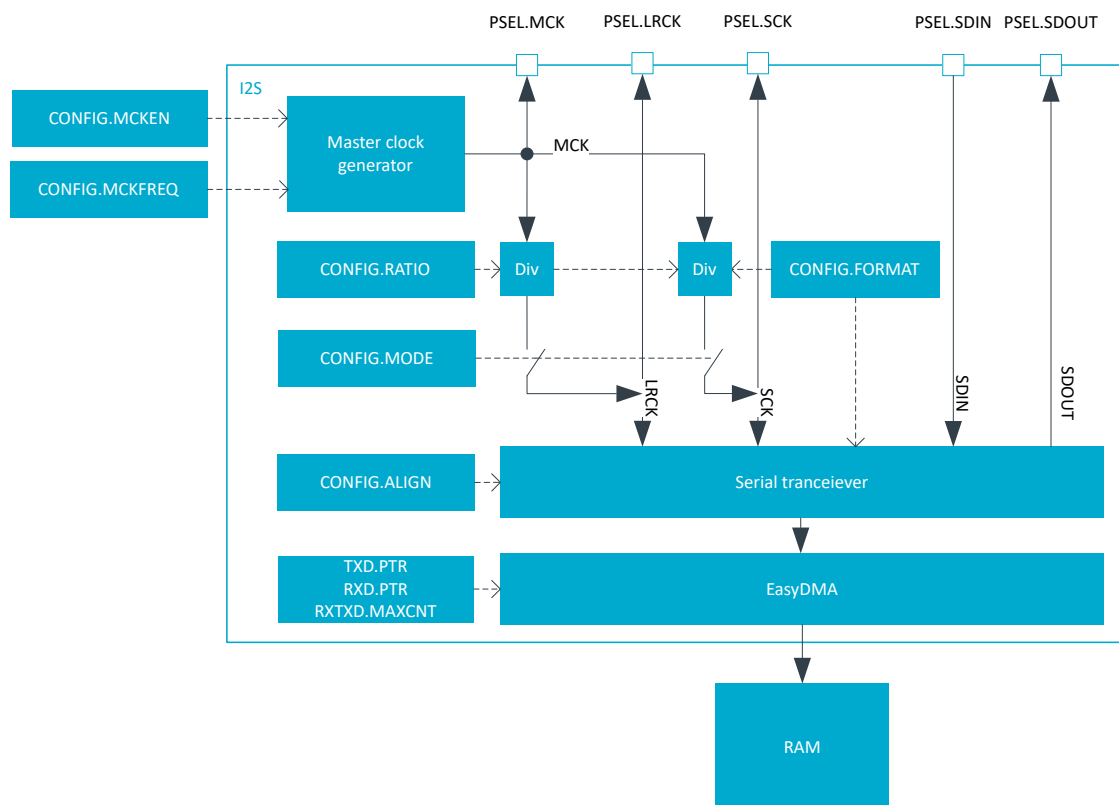 PSEL.MCK
PSEL.LRCK
PSEL.SCK
PSEL.SDIN
PSEL.SDOUT
I2S
CONFIG.MCKEN
CONFIG.MCKFREQ
Master clock
generator
MCK
CONFIG.RATIO
Div
Div
CONFIG.FORMAT
CONFIG.MODE
LRCK
SCK
SDIN
SDOUT
CONFIG.ALIGN
Serial tranceiever
TXD.PTR
RXD.PTR
RXTXD.MAXCNT
EasyDMA
RAM